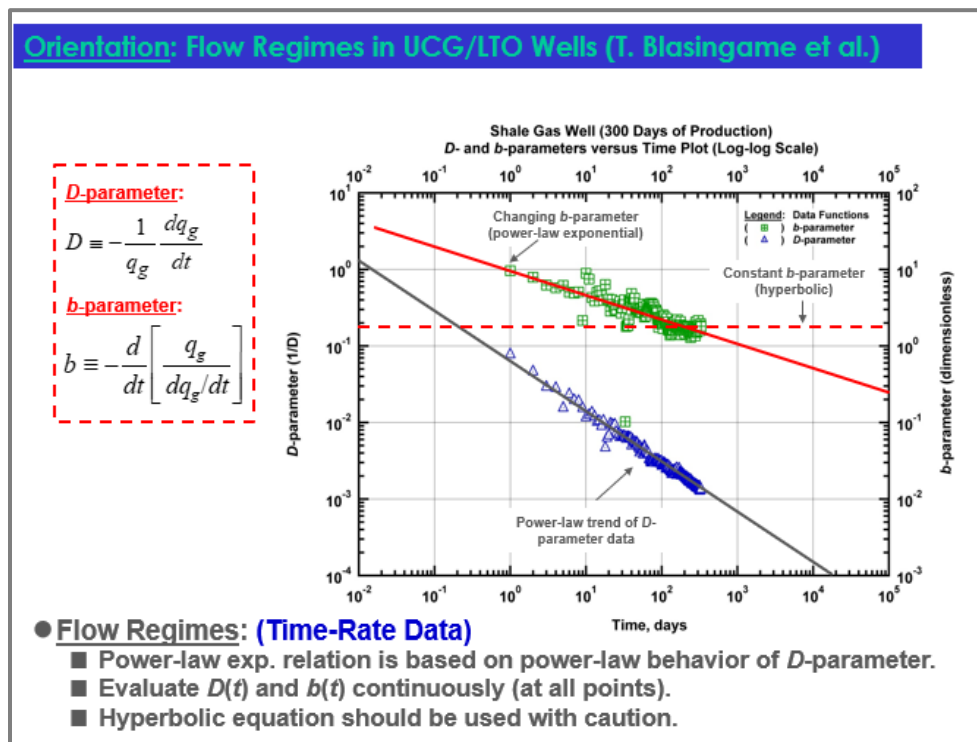 Orientation: Flow Regimes in UCG/LTO Wells (T. Blasingame et al.)
Shale Gas Well (300 Days of Production)
D- and b-parameters versus Time Plot (Log-log Scale)
D-parameter:
D ≡ − 1/q_g dq_g/dt
b-parameter:
b ≡ − d/dt [ q_g / dq_g/dt ]
10^-2 10^-1 10^0 10^1 10^2 10^3 10^4 10^5
10^1 10^0 10^-1 10^-2 10^-3 10^-4
D-parameter (1/D)
Changing b-parameter
(power-law exponential)
Legend: Data Functions
( ) b-parameter
( ) D-parameter
Constant b-parameter
(hyperbolic)
Power-law trend of D-
parameter data
10^2 10^1 10^0 10^-1 10^-2 10^-3
b-parameter (dimensionless)
10^-2 10^-1 10^0 10^1 10^2 10^3 10^4 10^5
Time, days
● Flow Regimes: (Time-Rate Data)
■ Power-law exp. relation is based on power-law behavior of D-parameter.
■ Evaluate D(t) and b(t) continuously (at all points).
■ Hyperbolic equation should be used with caution.